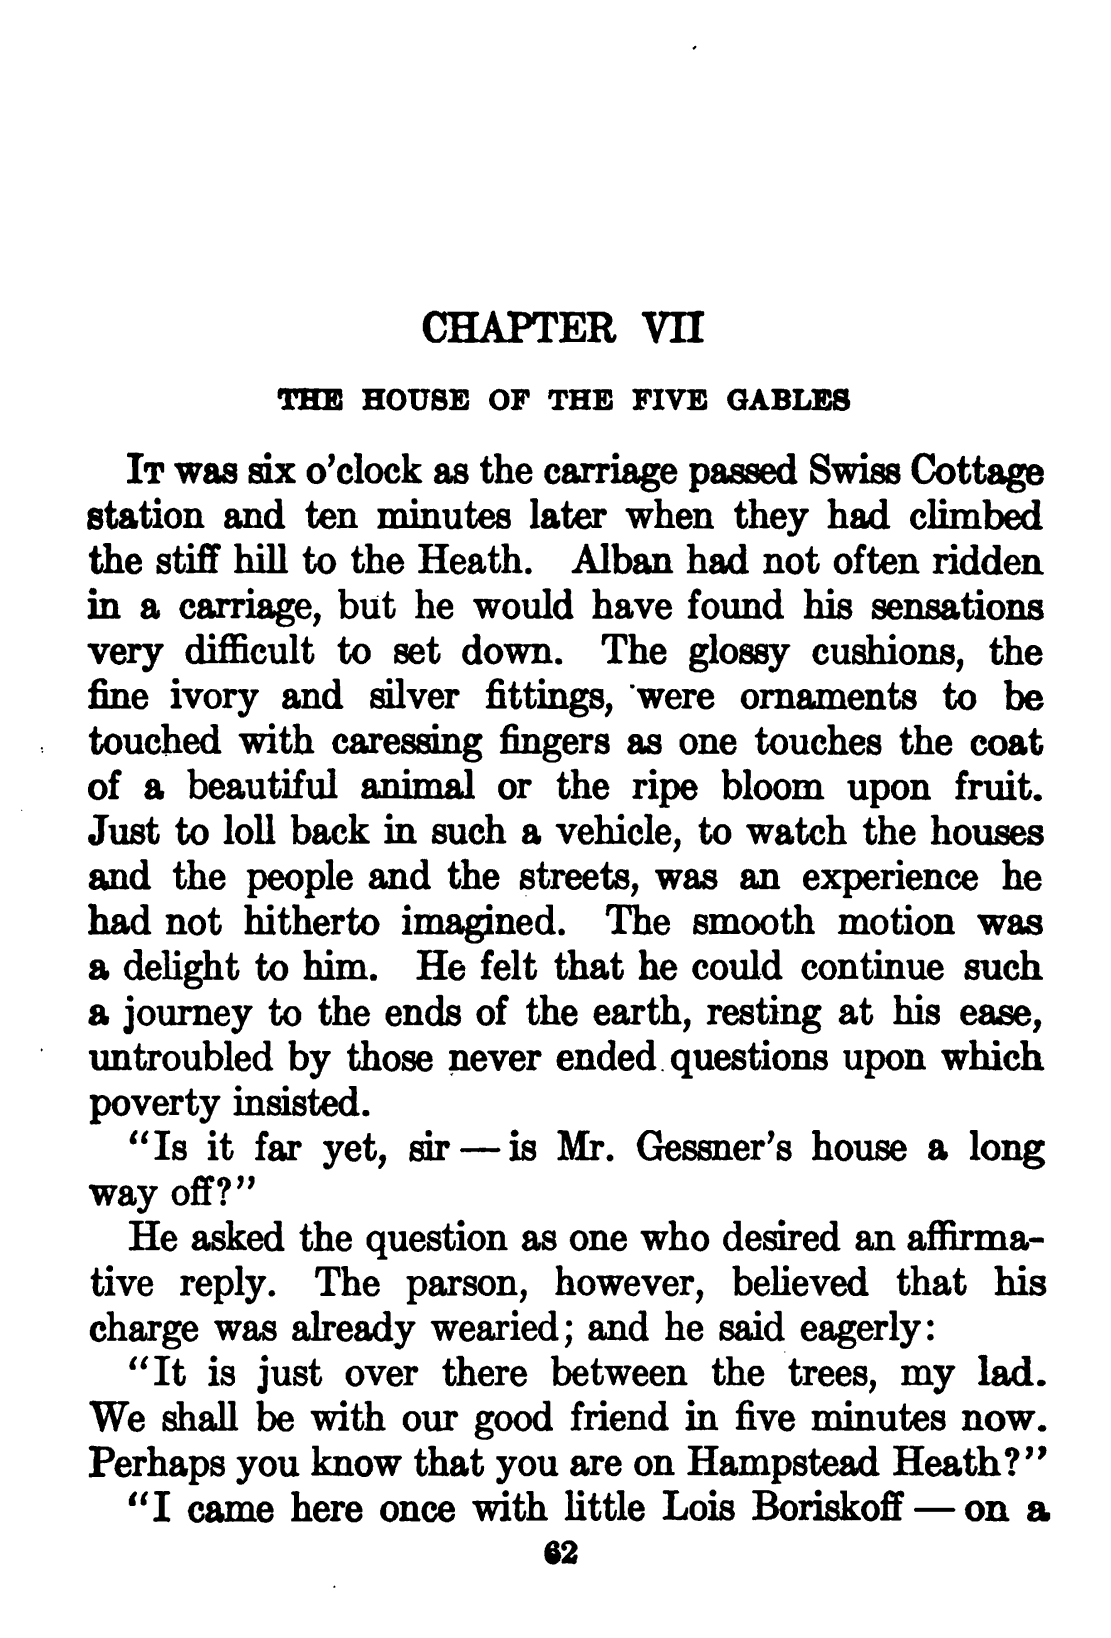 CHAPTER VII
THE HOUSE OF THE FIVE GABLES
IT was six o'clock as the carriage passed Swiss Cottage
station and ten minutes later when they had climbed
the stiff hill to the Heath. Alban had not often ridden
in a carriage, but he would have found his sensations
very difficult to set down. The glossy cushions, the
fine ivory and silver fittings, were ornaments to be
touched with caressing fingers as one touches the coat
of a beautiful animal or the ripe bloom upon fruit.
Just to loll back in such a vehicle, to watch the houses
and the people and the streets, was an experience he
had not hitherto imagined. The smooth motion was
a delight to him. He felt that he could continue such
a journey to the ends of the earth, resting at his ease,
untroubled by those never ended questions upon which
poverty insisted.
"Is it far yet, sir — is Mr. Gessner's house a long
way off?"
He asked the question as one who desired an affirma-
tive reply. The parson, however, believed that his
charge was already wearied; and he said eagerly:
"It is just over there between the trees, my lad.
We shall be with our good friend in five minutes now.
Perhaps you know that you are on Hampstead Heath?"
"I came here once with little Lois Boriskoff — on a
62